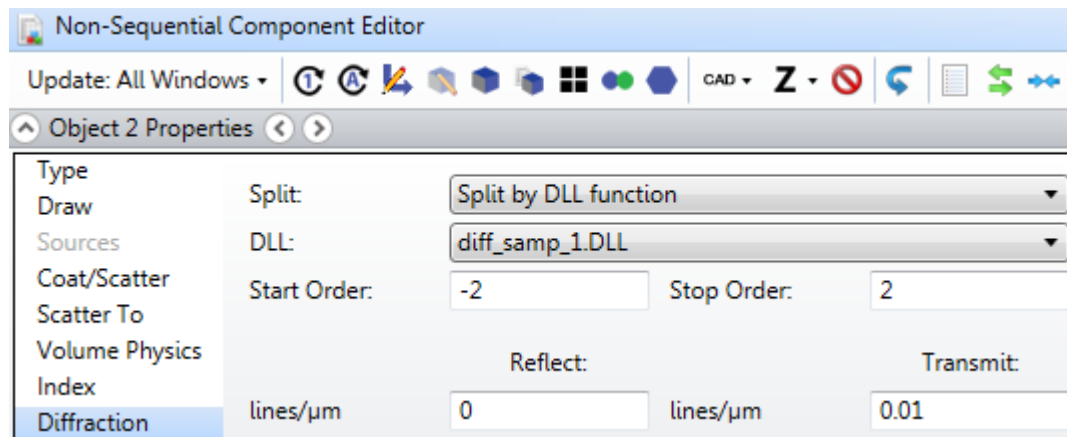 Non-Sequential Component Editor
Update: All Windows CAD Z
Object 2 Properties
Type
Split: Split by DLL function
Draw
Sources
DLL: diff_samp_1.DLL
Coat/Scatter
Start Order: -2 Stop Order: 2
Scatter To
Volume Physics
Reflect: Transmit:
Index
lines/µm 0 lines/µm 0.01
Diffraction